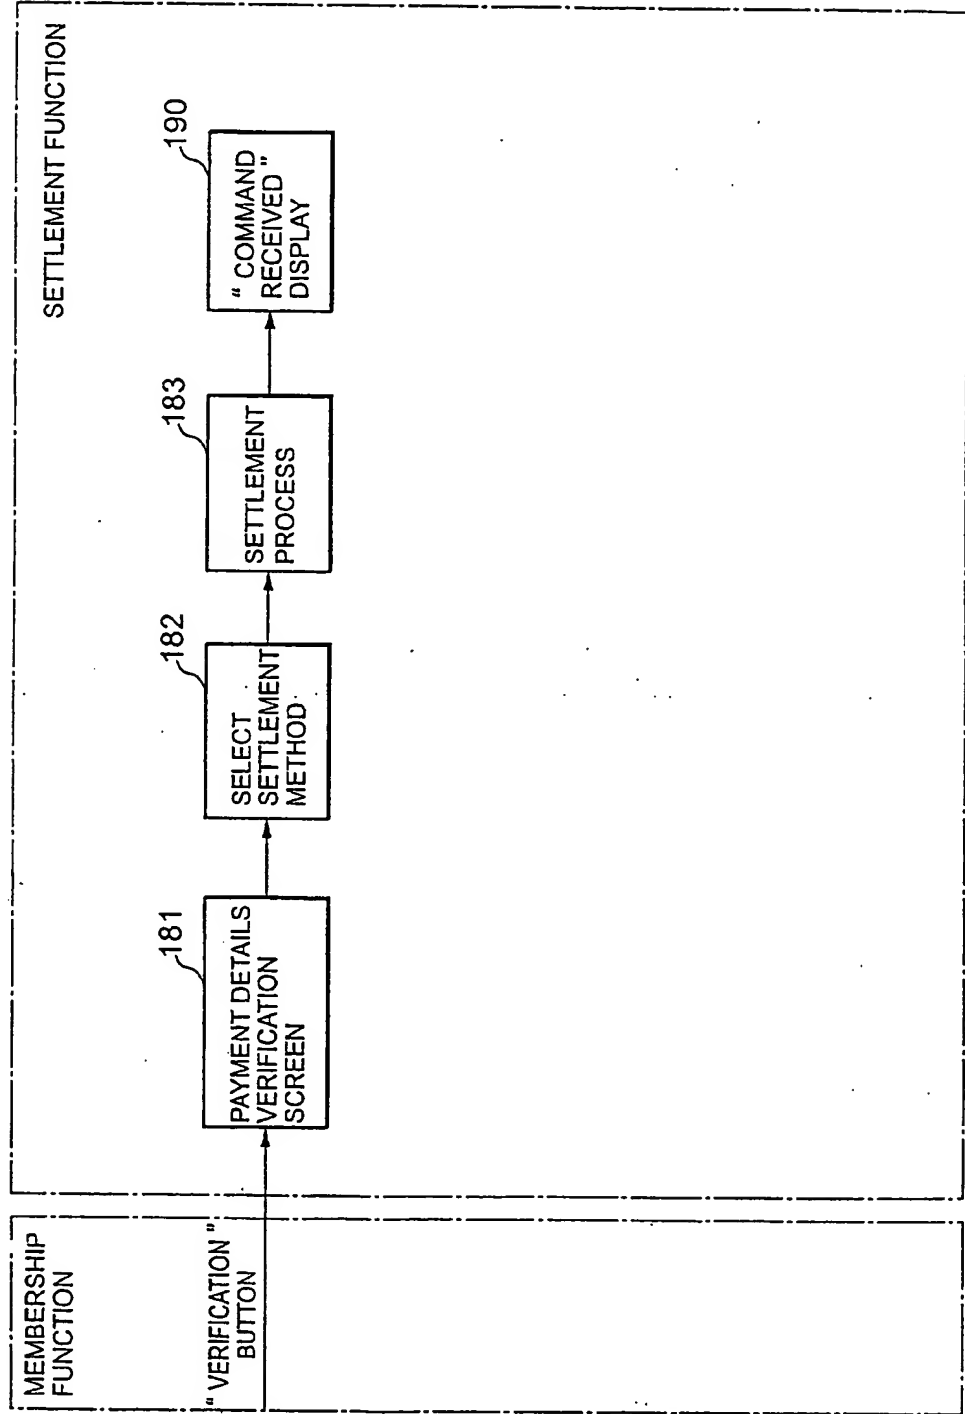 MEMBERSHIP
FUNCTION
" VERIFICATION "
BUTTON
SETTLEMENT FUNCTION
181
PAYMENT DETAILS
VERIFICATION
SCREEN
182
SELECT
SETTLEMENT
METHOD
183
SETTLEMENT
PROCESS
190
" COMMAND
RECEIVED "
DISPLAY